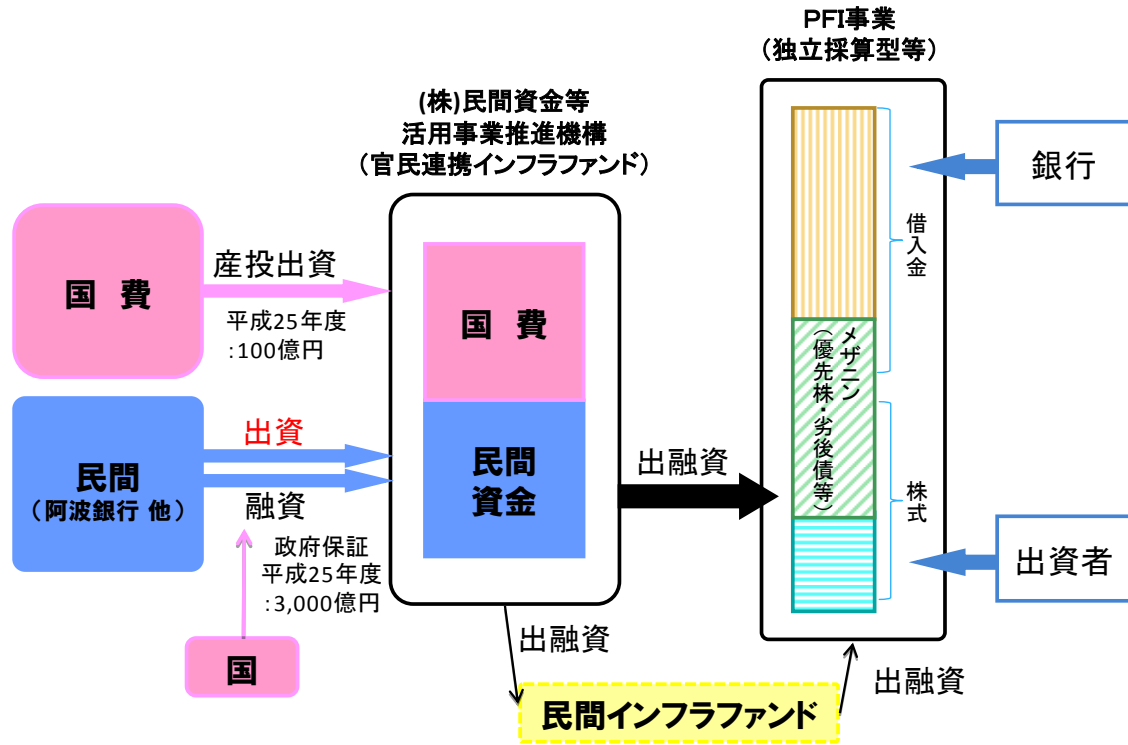 PFI事業
（独立採算型等）
(株)民間資金等
活用事業推進機構
（官民連携インフラファンド）
銀行
借入金
国　費
産投出資
平成25年度
:100億円
国　費
メザニン
（優先株・劣後債等）
民間
（阿波銀行 他）
出資
融資
民間
資金
出融資
株式
政府保証
平成25年度
:3,000億円
出資者
国
出融資
出融資
民間インフラファンド